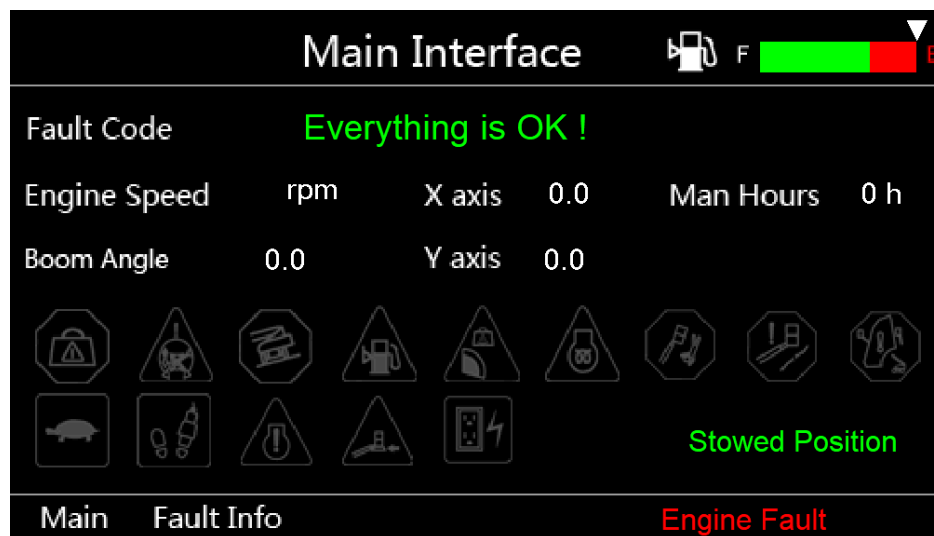 Main Interface F E
Fault Code Everything is OK !
Engine Speed rpm X axis 0.0 Man Hours 0 h
Boom Angle 0.0 Y axis 0.0
Stowed Position
Main Fault Info Engine Fault